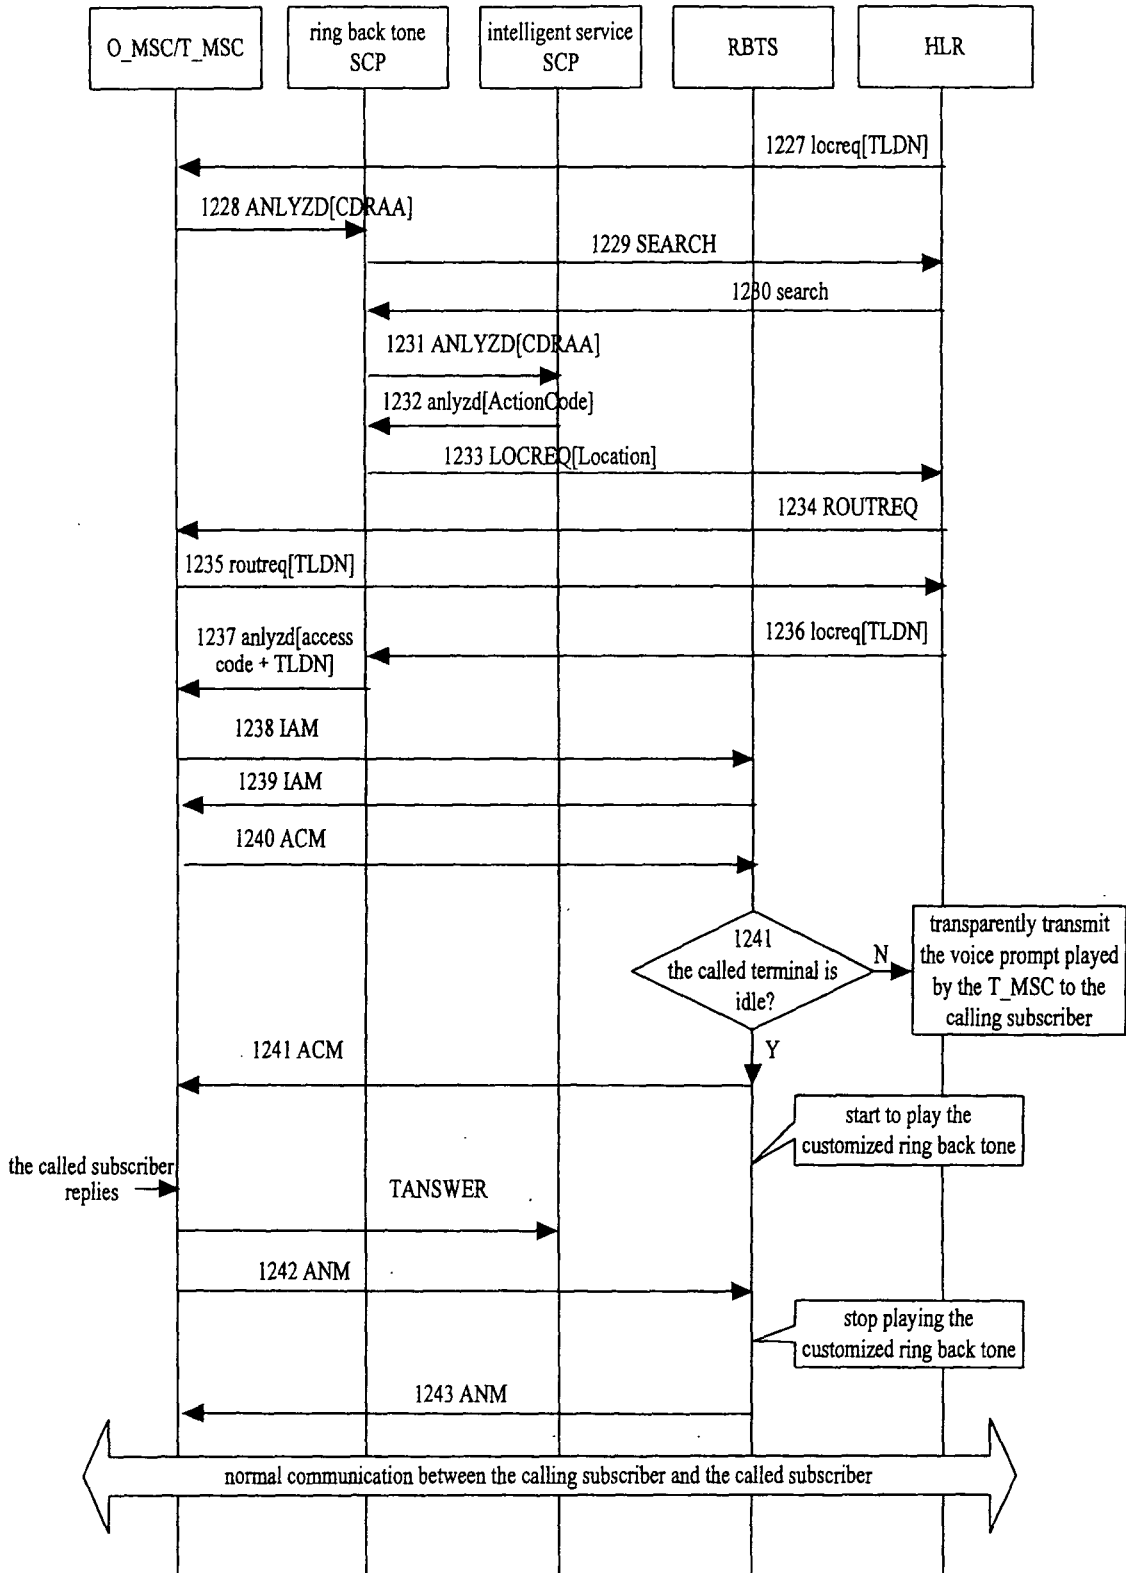 O_MSC/T_MSC
ring back tone
SCP
intelligent service
SCP
RBTS
HLR
1227 locreq[TLDN]
1228 ANLYZD[CDRAA]
1229 SEARCH
1230 search
1231 ANLYZD[CDRAA]
1232 anlyzd[ActionCode]
1233 LOCREQ[Location]
1234 ROUTREQ
1235 routreq[TLDN]
1236 locreq[TLDN]
1237 anlyzd[access
code + TLDN]
1238 IAM
1239 IAM
1240 ACM
1241
the called terminal is
idle?
N
transparently transmit
the voice prompt played
by the T_MSC to the
calling subscriber
Y
1241 ACM
start to play the
customized ring back tone
the called subscriber
replies
TANSWER
1242 ANM
stop playing the
customized ring back tone
1243 ANM
normal communication between the calling subscriber and the called subscriber